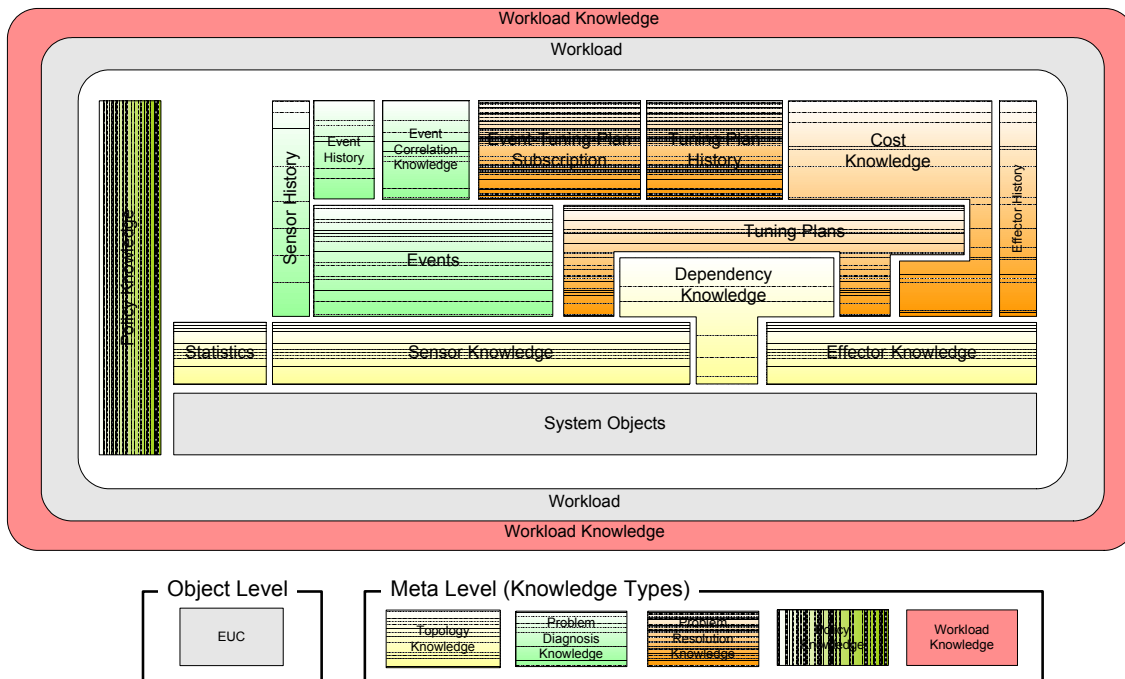 Workload Knowledge
Workload
Policy Knowledge
Sensor History
Event
History
Event
Correlation
Knowledge
Event-Tuning Plan
Subscription
Tuning Plan
History
Cost
Knowledge
Effector History
Events
Tuning Plans
Dependency
Knowledge
Statistics
Sensor Knowledge
Effector Knowledge
System Objects
Workload
Workload Knowledge
Object Level
EUC
Meta Level (Knowledge Types)
Topology
Knowledge
Problem
Diagnosis
Knowledge
Problem
Resolution
Knowledge
Policy
Knowledge
Workload
Knowledge